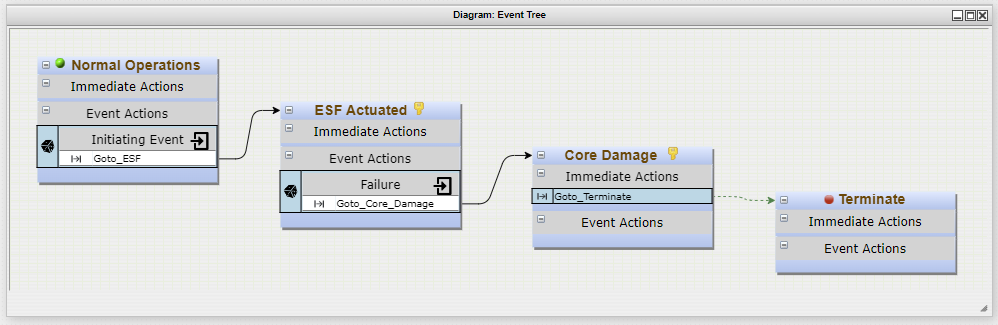 Diagram: Event Tree
Normal Operations
Immediate Actions
Event Actions
Initiating Event
Goto_ESF
ESF Actuated
Immediate Actions
Event Actions
Failure
Goto_Core_Damage
Core Damage
Immediate Actions
Goto_Terminate
Event Actions
Terminate
Immediate Actions
Event Actions